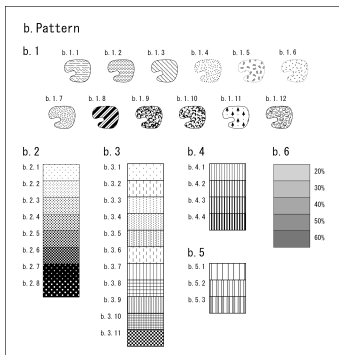 b. Pattern
b. 1
b. 1. 1 b. 1. 2 b. 1. 3 b. 1. 4 b. 1. 5 b. 1. 6
b. 1. 7 b. 1. 8 b. 1. 9 b. 1. 10 b. 1. 11 b. 1. 12
b. 2
b. 2. 1
b. 2. 2
b. 2. 3
b. 2. 4
b. 2. 5
b. 2. 6
b. 2. 7
b. 2. 8
b. 3
b. 3. 1
b. 3. 2
b. 3. 3
b. 3. 4
b. 3. 5
b. 3. 6
b. 3. 7
b. 3. 8
b. 3. 9
b. 3. 10
b. 3. 11
b. 4
b. 4. 1
b. 4. 2
b. 4. 3
b. 4. 4
b. 5
b. 5. 1
b. 5. 2
b. 5. 3
b. 6
20%
30%
40%
50%
60%